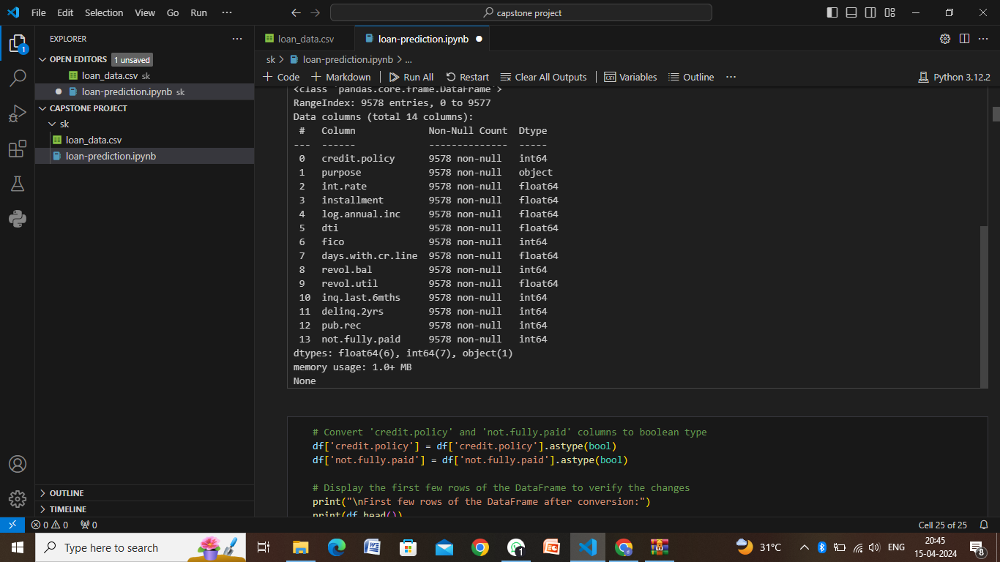 File Edit Selection View Go Run ···
capstone project
EXPLORER ···
OPEN EDITORS 1 unsaved
loan_data.csv sk
loan-prediction.ipynb sk
CAPSTONE PROJECT
sk
loan_data.csv
loan-prediction.ipynb
OUTLINE
TIMELINE
loan_data.csv
loan-prediction.ipynb
sk > loan-prediction.ipynb > ...
+ Code + Markdown | Run All Restart Clear All Outputs | Variables Outline ··· Python 3.12.2
<class 'pandas.core.frame.DataFrame'>
RangeIndex: 9578 entries, 0 to 9577
Data columns (total 14 columns):
 #   Column             Non-Null Count  Dtype
---  ------             --------------  -----
 0   credit.policy      9578 non-null   int64
 1   purpose            9578 non-null   object
 2   int.rate           9578 non-null   float64
 3   installment        9578 non-null   float64
 4   log.annual.inc     9578 non-null   float64
 5   dti                9578 non-null   float64
 6   fico               9578 non-null   int64
 7   days.with.cr.line  9578 non-null   float64
 8   revol.bal          9578 non-null   int64
 9   revol.util         9578 non-null   float64
 10  inq.last.6mths     9578 non-null   int64
 11  delinq.2yrs        9578 non-null   int64
 12  pub.rec            9578 non-null   int64
 13  not.fully.paid     9578 non-null   int64
dtypes: float64(6), int64(7), object(1)
memory usage: 1.0+ MB
None
# Convert 'credit.policy' and 'not.fully.paid' columns to boolean type
df['credit.policy'] = df['credit.policy'].astype(bool)
df['not.fully.paid'] = df['not.fully.paid'].astype(bool)
# Display the first few rows of the DataFrame to verify the changes
print("\nFirst few rows of the DataFrame after conversion:")
print(df.head())
0 0 0 Cell 25 of 25
Type here to search 31°C ENG 20:45
15-04-2024 8